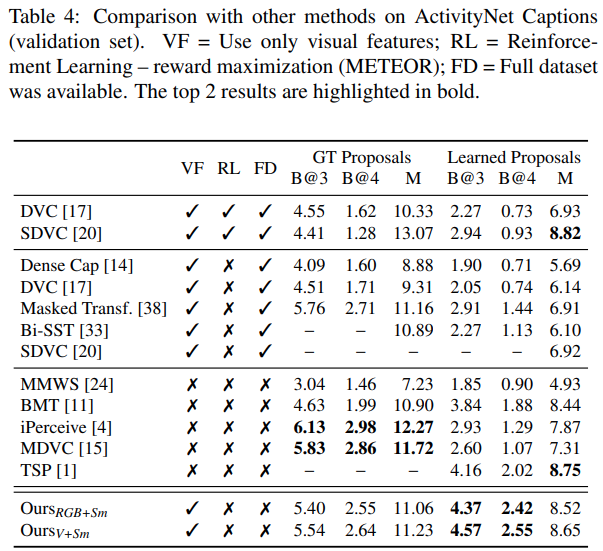 Table 4: Comparison with other methods on ActivityNet Captions
(validation set). VF = Use only visual features; RL = Reinforce-
ment Learning – reward maximization (METEOR); FD = Full dataset
was available. The top 2 results are highlighted in bold.
VF RL FD GT Proposals Learned Proposals
B@3 B@4 M B@3 B@4 M
DVC [17] ✓ ✓ ✓ 4.55 1.62 10.33 2.27 0.73 6.93
SDVC [20] ✓ ✓ ✓ 4.41 1.28 13.07 2.94 0.93 8.82
Dense Cap [14] ✓ ✗ ✓ 4.09 1.60 8.88 1.90 0.71 5.69
DVC [17] ✓ ✗ ✓ 4.51 1.71 9.31 2.05 0.74 6.14
Masked Transf. [38] ✓ ✗ ✓ 5.76 2.71 11.16 2.91 1.44 6.91
Bi-SST [33] ✓ ✗ ✓ – – 10.89 2.27 1.13 6.10
SDVC [20] ✓ ✗ ✓ – – – – – 6.92
MMWS [24] ✗ ✗ ✗ 3.04 1.46 7.23 1.85 0.90 4.93
BMT [11] ✗ ✗ ✗ 4.63 1.99 10.90 3.84 1.88 8.44
iPerceive [4] ✗ ✗ ✗ 6.13 2.98 12.27 2.93 1.29 7.87
MDVC [15] ✗ ✗ ✗ 5.83 2.86 11.72 2.60 1.07 7.31
TSP [1] ✗ ✗ ✗ – – – 4.16 2.02 8.75
Ours RGB+Sm ✓ ✗ ✗ 5.40 2.55 11.06 4.37 2.42 8.52
Ours V+Sm ✓ ✗ ✗ 5.54 2.64 11.23 4.57 2.55 8.65